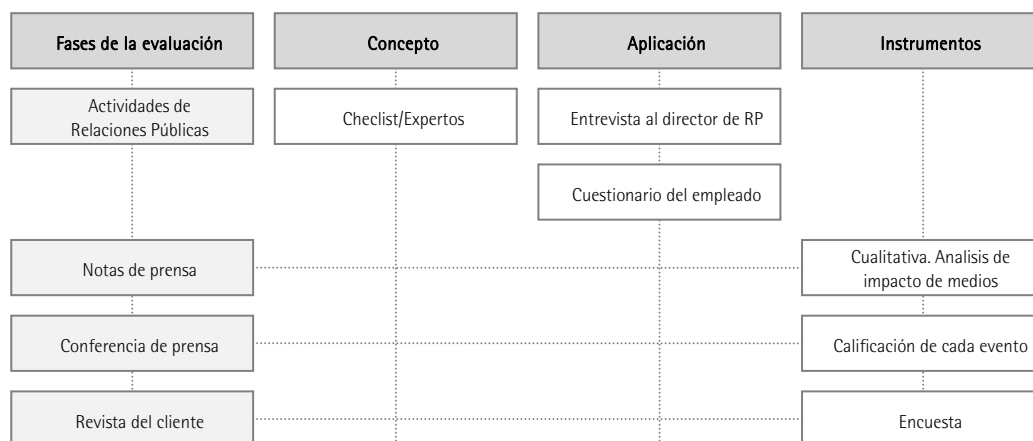 Fases de la evaluación
Concepto
Aplicación
Instrumentos
Actividades de
Relaciones Públicas
Checlist/Expertos
Entrevista al director de RP
Cuestionario del empleado
Notas de prensa
Cualitativa. Analisis de
impacto de medios
Conferencia de prensa
Calificación de cada evento
Revista del cliente
Encuesta